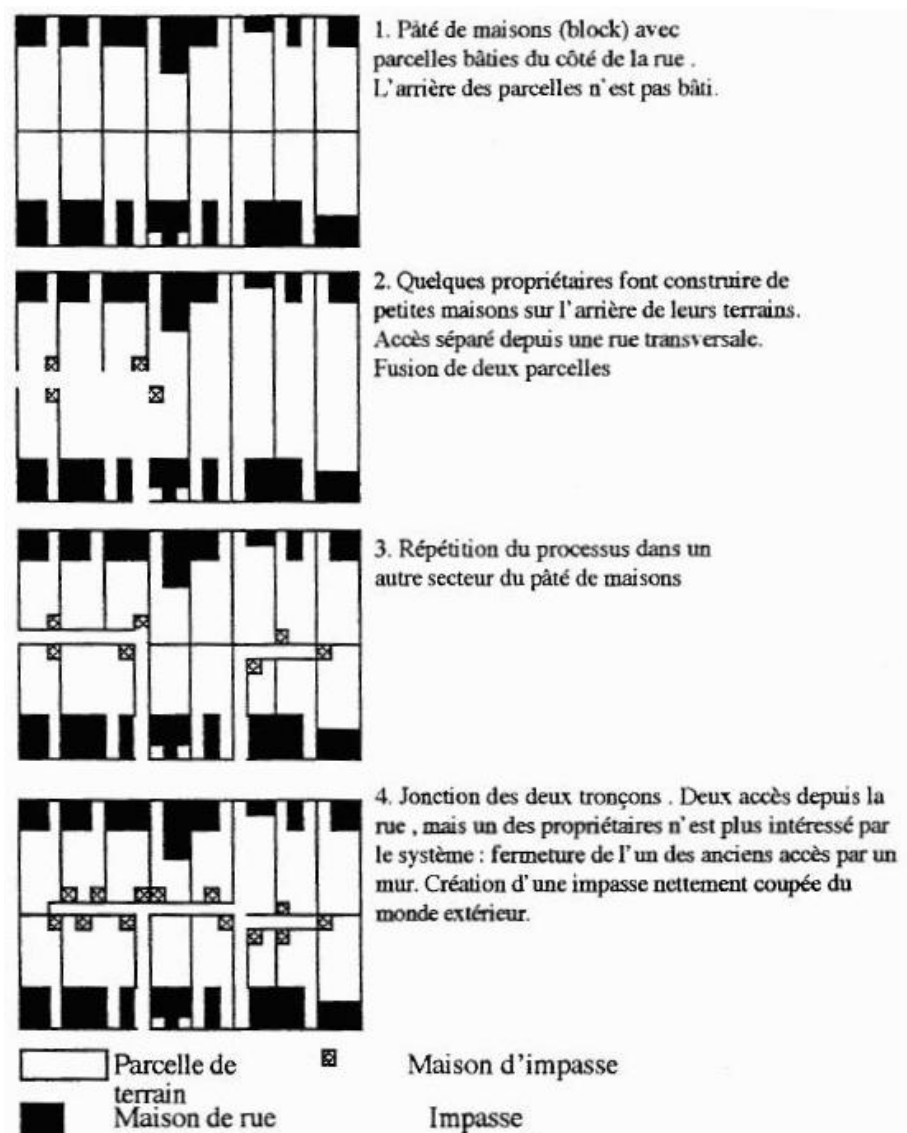 1. Pâté de maisons (block) avec
parcelles bâties du côté de la rue .
L'arrière des parcelles n'est pas bâti.
2. Quelques propriétaires font construire de
petites maisons sur l'arrière de leurs terrains.
Accès séparé depuis une rue transversale.
Fusion de deux parcelles
3. Répétition du processus dans un
autre secteur du pâté de maisons
4. Jonction des deux tronçons . Deux accès depuis la
rue , mais un des propriétaires n'est plus intéressé par
le système : fermeture de l'un des anciens accès par un
mur. Création d'une impasse nettement coupée du
monde extérieur.
Parcelle de
terrain
Maison d'impasse
Maison de rue
Impasse